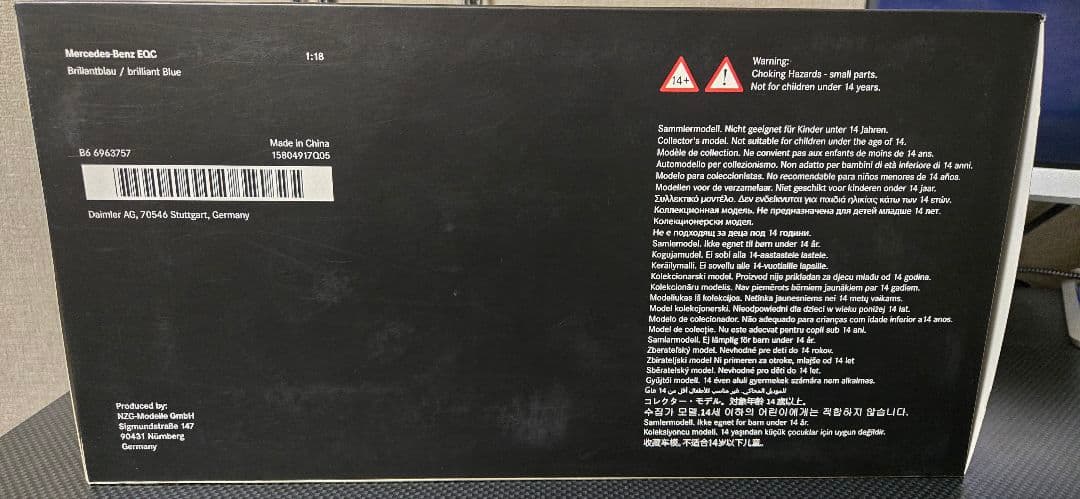 Mercedes-Benz EQC
1:18
Brillantblau / brilliant Blue
Warning:
Choking Hazards - small parts.
Not for children under 14 years.
14+
!
B6 6963757
Made in China
15804917Q05
Daimler AG, 70546 Stuttgart, Germany
Sammlermodell. Nicht geeignet für Kinder unter 14 Jahren.
Collector's model. Not suitable for children under the age of 14.
Modèle de collection. Ne convient pas aux enfants de moins de 14 ans.
Automodello per collezionismo. Non adatto per bambini di età inferiore di 14 anni.
Modelo para coleccionistas. No recomendable para niños menores de 14 años.
Modellen voor de verzamelaar. Niet geschikt voor kinderen onder 14 jaar.
Συλλεκτικό μοντέλο. Δεν ενδείκνυται για παιδιά ηλικίας κάτω των 14 ετών.
Коллекционная модель. Не предназначена для детей младше 14 лет.
Колекционерски модел.
Не е подходящ за деца под 14 години.
Samlemodel. Ikke egnet til børn under 14 år.
Kogujamudel. Ei sobi alla 14-aastastele lastele.
Keräilymalli. Ei sovellu alle 14-vuotiaille lapsille.
Kolekcionarski model. Proizvod nije prikladan za djecu mlađu od 14 godina.
Kolekcionāru modelis. Nav piemērots bērniem jaunākiem par 14 gadiem.
Modeliukas iš kolekcijos. Netinka jaunesniems nei 14 metų vaikams.
Model kolekcjonerski. Nieodpowiedni dla dzieci w wieku poniżej 14 lat.
Modelo de colecionador. Não adequado para crianças com idade inferior a 14 anos.
Model de colecție. Nu este adecvat pentru copii sub 14 ani.
Samlarmodell. Ej lämplig för barn under 14 år.
Zberateľský model. Nevhodné pre deti do 14 rokov.
Zbirateljski model Ni primeren za otroke, mlajše od 14 let
Sběratelský model. Nevhodné pro děti do 14 let.
Gyűjtői modell. 14 éven aluli gyermekek számára nem alkalmas.
الموديل المحاكي. غير مناسب للأطفال أقل من 14 عامًا
コレクター・モデル。対象年齢 14 歳以上。
수집가 모델.14세 이하의 어린이에게는 적합하지 않습니다.
Samlermodell. Ikke egnet for barn under 14 år.
Koleksiyoncu modeli. 14 yaşından küçük çocuklar için uygun değildir.
收藏车模。不适合14岁以下儿童。
Produced by:
NZG-Modelle GmbH
Sigmundstraße 147
90431 Nürnberg
Germany